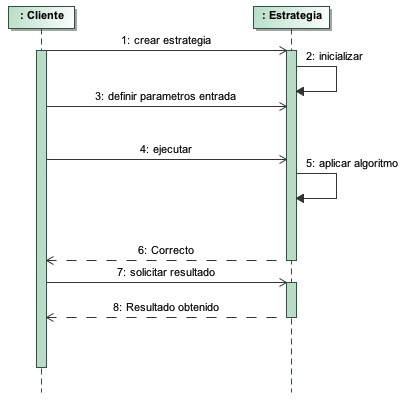 : Cliente
: Estrategia
1: crear estrategia
2: inicializar
3: definir parametros entrada
4: ejecutar
5: aplicar algoritmo
6: Correcto
7: solicitar resultado
8: Resultado obtenido